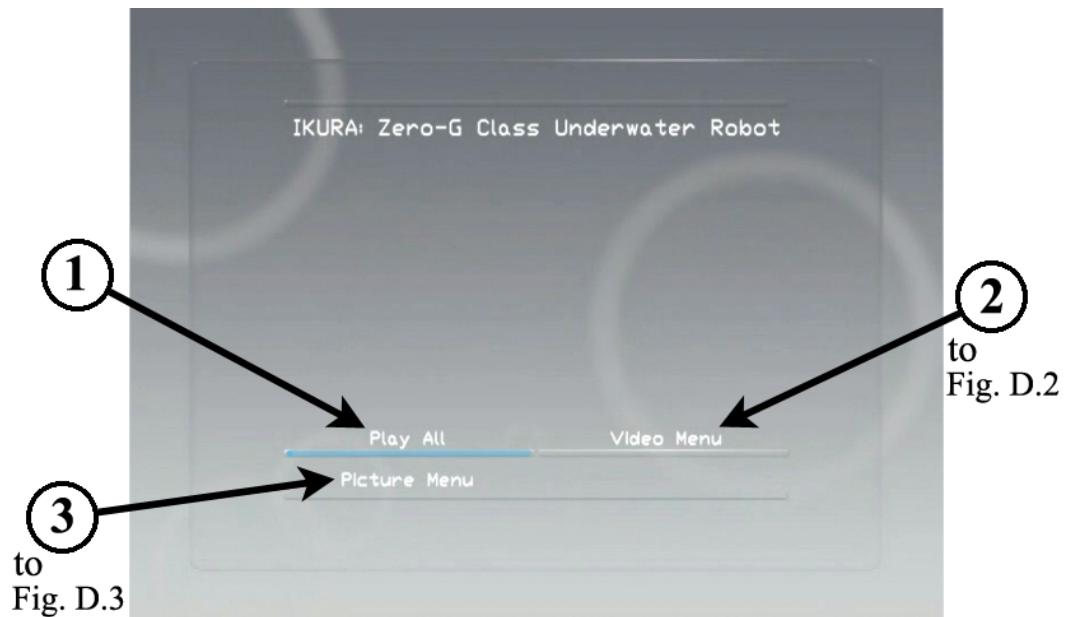 IKURA: Zero-G Class Underwater Robot
1
2
to
Fig. D.2
Play All
Video Menu
Picture Menu
3
to
Fig. D.3